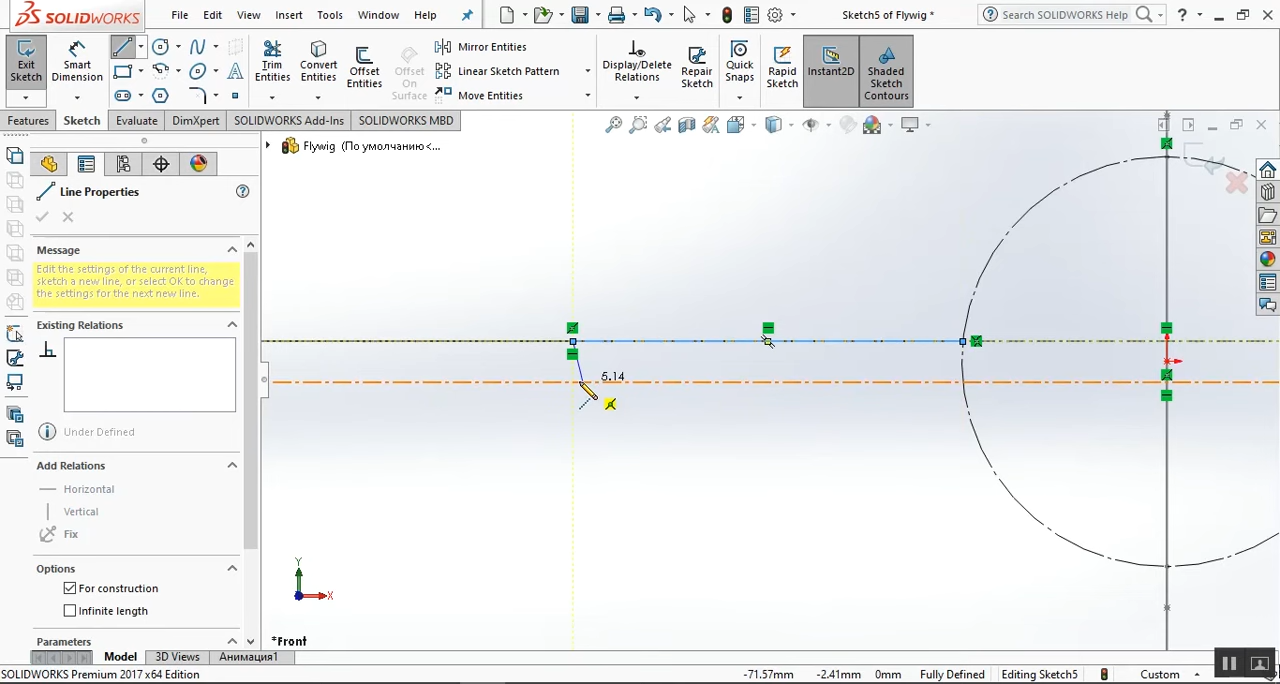 SOLIDWORKS File Edit View Insert Tools Window Help Sketch5 of Flywig * Search SOLIDWORKS Help ?
Exit Sketch
Smart Dimension
Trim Entities
Convert Entities
Offset Entities
Offset On Surface
Mirror Entities
Linear Sketch Pattern
Move Entities
Display/Delete Relations
Repair Sketch
Quick Snaps
Rapid Sketch
Instant2D
Shaded Sketch Contours
Features Sketch Evaluate DimXpert SOLIDWORKS Add-Ins SOLIDWORKS MBD
Flywig (По умолчанию<...
Line Properties
Message
Edit the settings of the current line,
sketch a new line, or select OK to change
the settings for the next new line.
Existing Relations
Under Defined
Add Relations
Horizontal
Vertical
Fix
Options
For construction
Infinite length
Parameters
5.14
Y
X
*Front
Model 3D Views Анимация1
SOLIDWORKS Premium 2017 x64 Edition -71.57mm -2.41mm 0mm Fully Defined Editing Sketch5 Custom